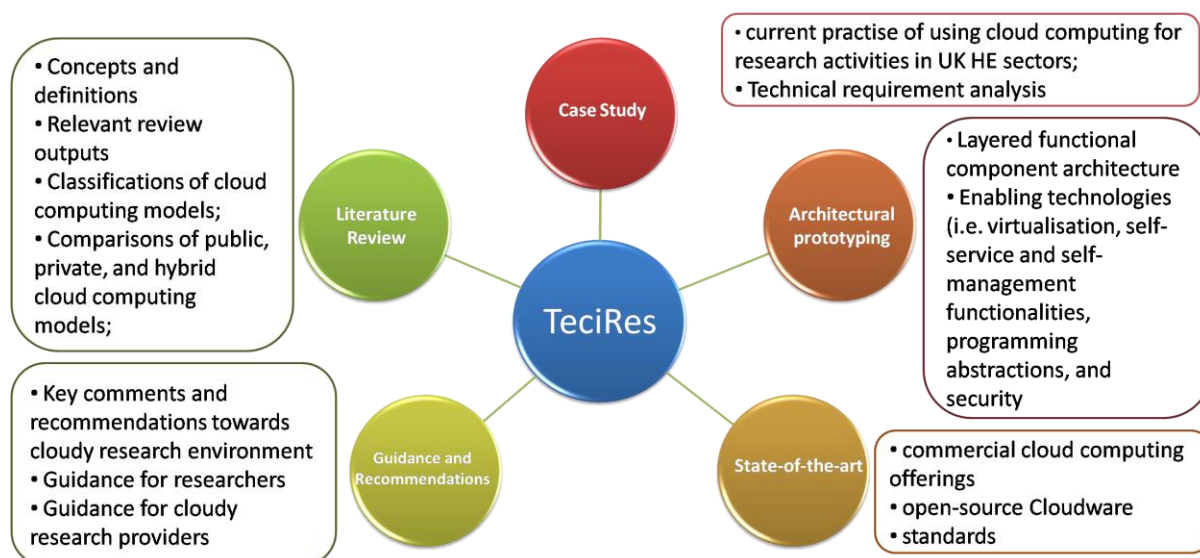 • Concepts and
definitions
• Relevant review
outputs
• Classifications of cloud
computing models;
• Comparisons of public,
private, and hybrid
cloud computing
models;
Literature
Review
Case Study
• current practise of using cloud computing for
research activities in UK HE sectors;
• Technical requirement analysis
Architectural
prototyping
• Layered functional
component architecture
• Enabling technologies
(i.e. virtualisation, self-
service and self-
management
functionalities,
programming
abstractions, and
security
TeciRes
• Key comments and
recommendations towards
cloudy research environment
• Guidance for researchers
• Guidance for cloudy
research providers
Guidance and
Recommendations
State-of-the-art
• commercial cloud computing
offerings
• open-source Cloudware
• standards